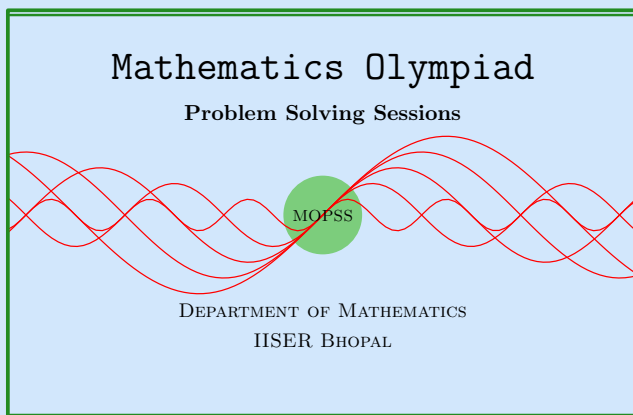 Mathematics Olympiad
Problem Solving Sessions
MOPSS
Department of Mathematics
IISER Bhopal